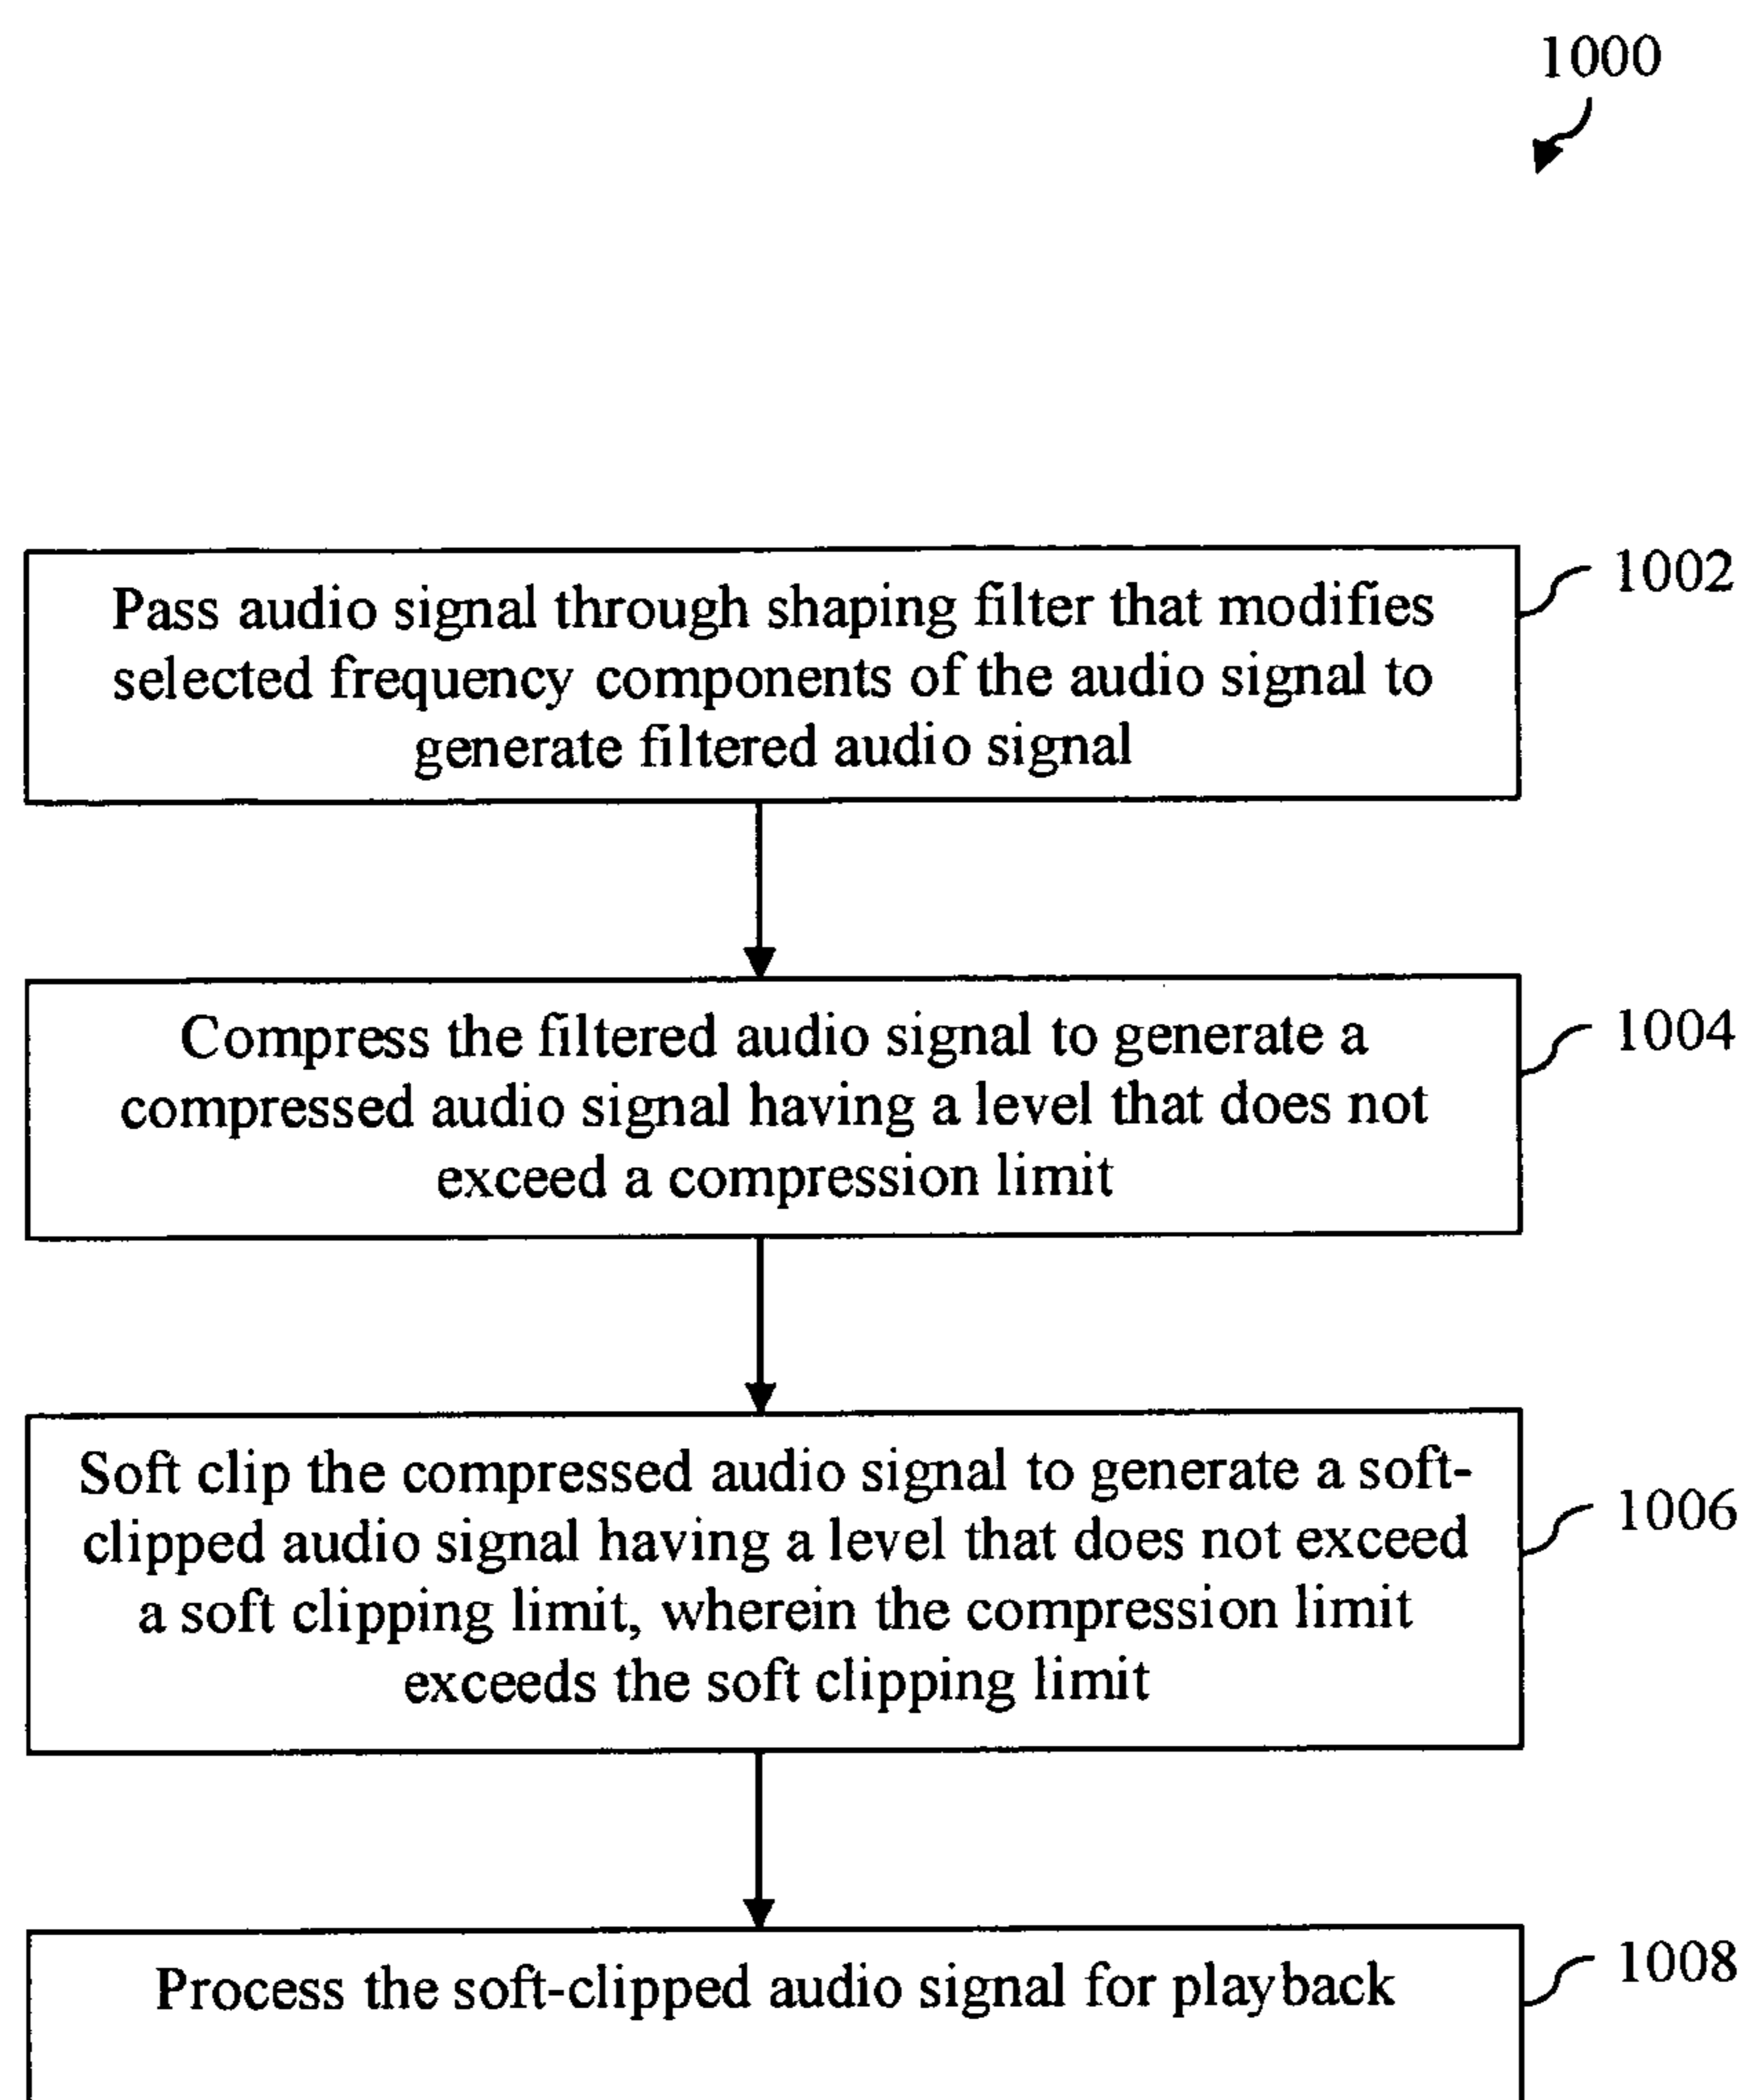 1000
Pass audio signal through shaping filter that modifies
selected frequency components of the audio signal to
generate filtered audio signal
1002
Compress the filtered audio signal to generate a
compressed audio signal having a level that does not
exceed a compression limit
1004
Soft clip the compressed audio signal to generate a soft-
clipped audio signal having a level that does not exceed
a soft clipping limit, wherein the compression limit
exceeds the soft clipping limit
1006
Process the soft-clipped audio signal for playback
1008